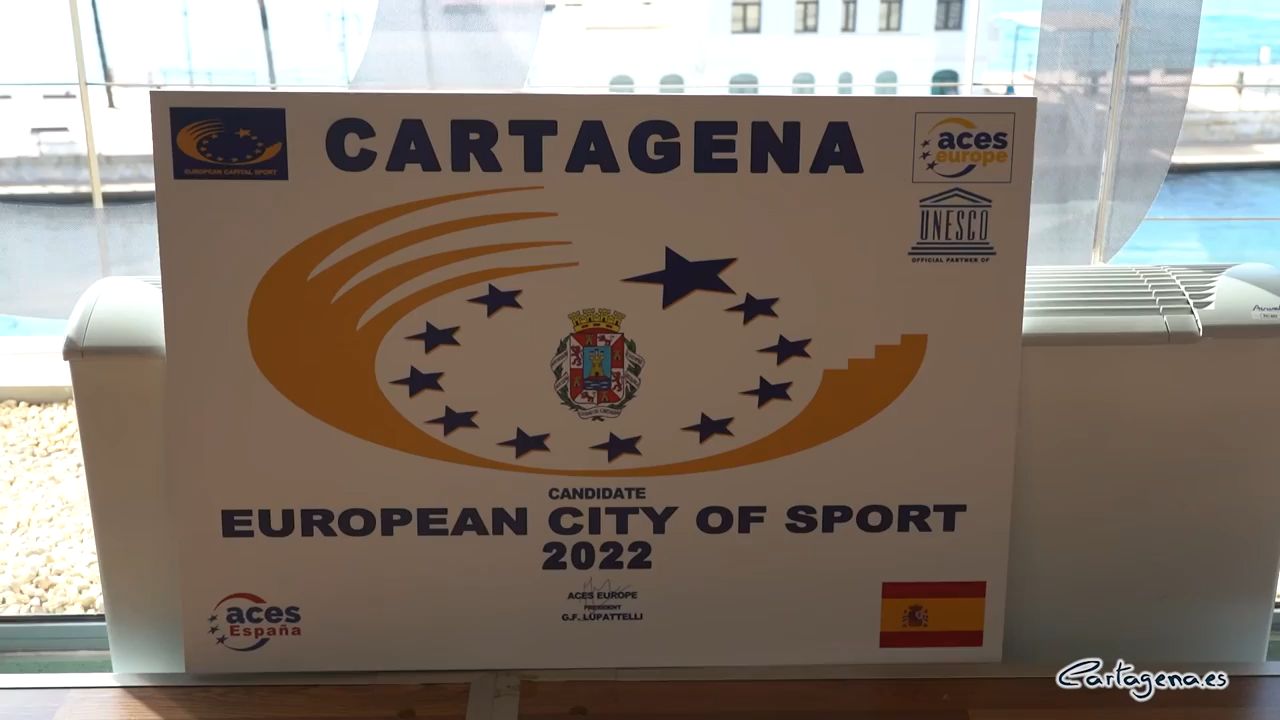 CARTAGENA
EUROPEAN CAPITAL SPORT
aces
europe
UNESCO
OFFICIAL PARTNER OF
CANDIDATE
EUROPEAN CITY OF SPORT
2022
ACES EUROPE
PRESIDENT
G.F. LUPATTELLI
aces
España
Cartagena.es